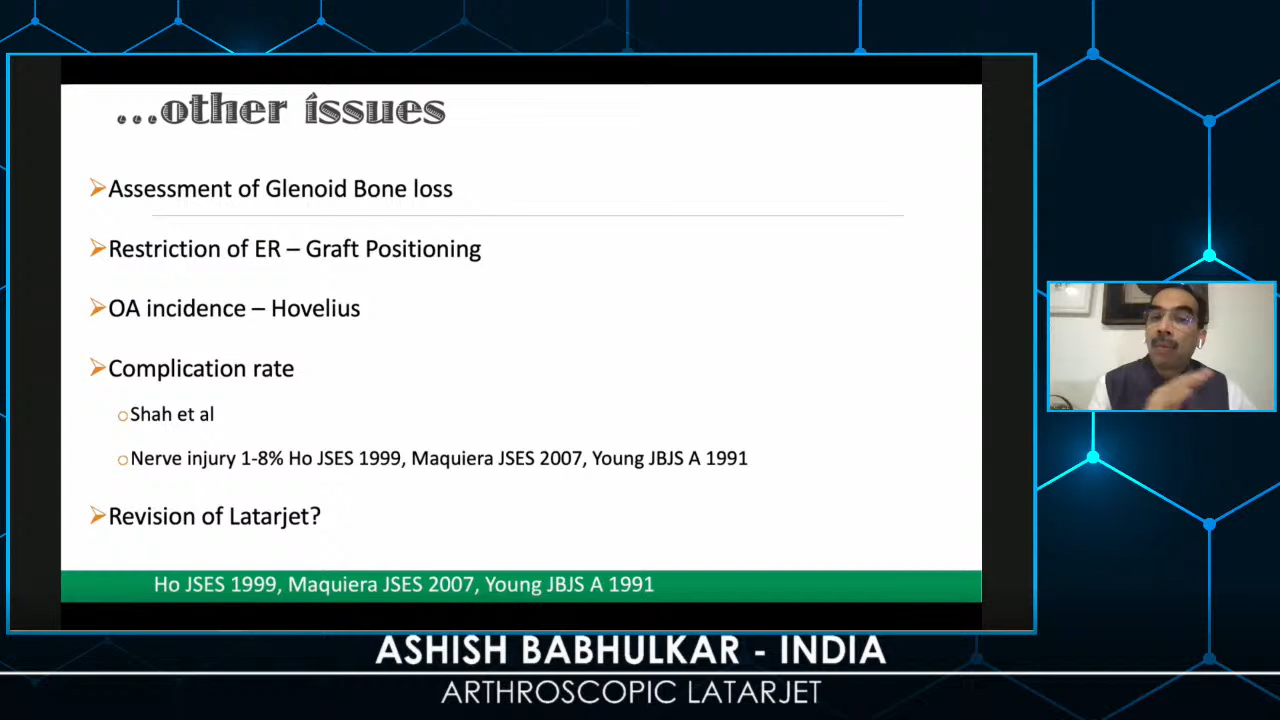 ...other issues
Assessment of Glenoid Bone loss
Restriction of ER – Graft Positioning
OA incidence – Hovelius
Complication rate
Shah et al
Nerve injury 1-8% Ho JSES 1999, Maquiera JSES 2007, Young JBJS A 1991
Revision of Latarjet?
Ho JSES 1999, Maquiera JSES 2007, Young JBJS A 1991
ASHISH BABHULKAR - INDIA
ARTHROSCOPIC LATARJET